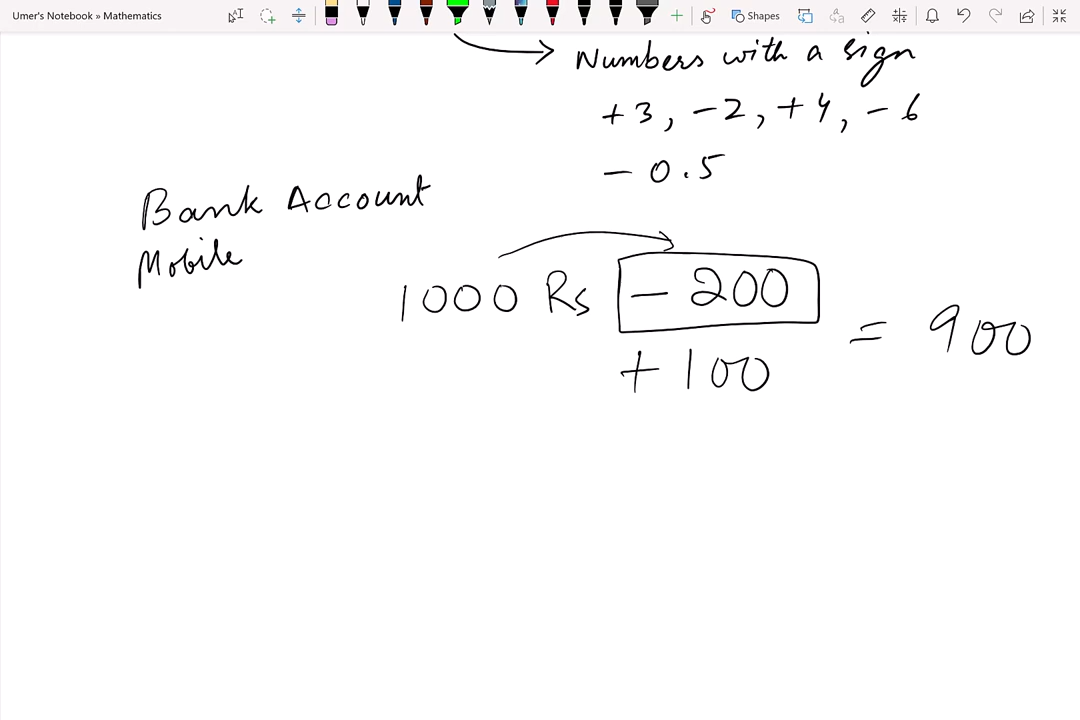 Umer's Notebook » Mathematics
Shapes
Numbers with a sign
+3, -2, +4, -6
- 0.5
Bank Account
Mobile
1000 Rs - 200
+ 100 = 900